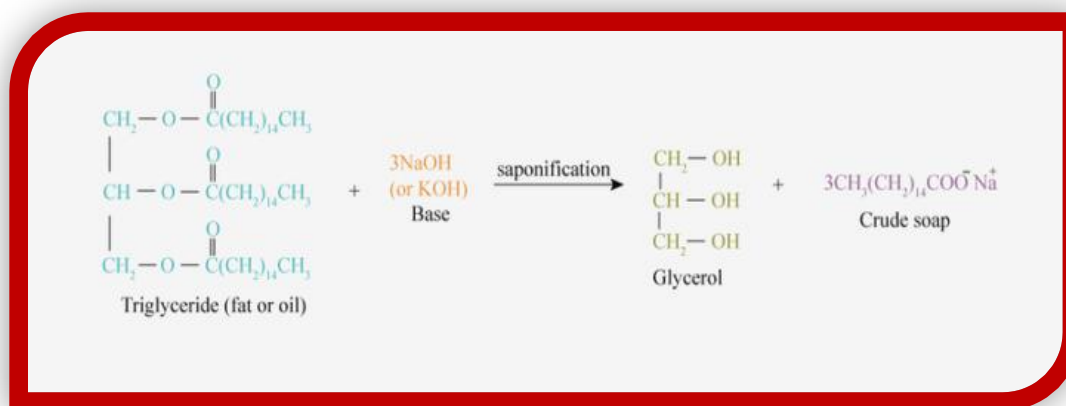 O
CH₂ — O — C(CH₂)₁₄CH₃
O
CH — O — C(CH₂)₁₄CH₃
O
CH₂ — O — C(CH₂)₁₄CH₃
Triglyceride (fat or oil)
+
3NaOH
(or KOH)
Base
saponification
CH₂ — OH
CH — OH
CH₂ — OH
Glycerol
+
3CH₃(CH₂)₁₄COO⁻ Na⁺
Crude soap